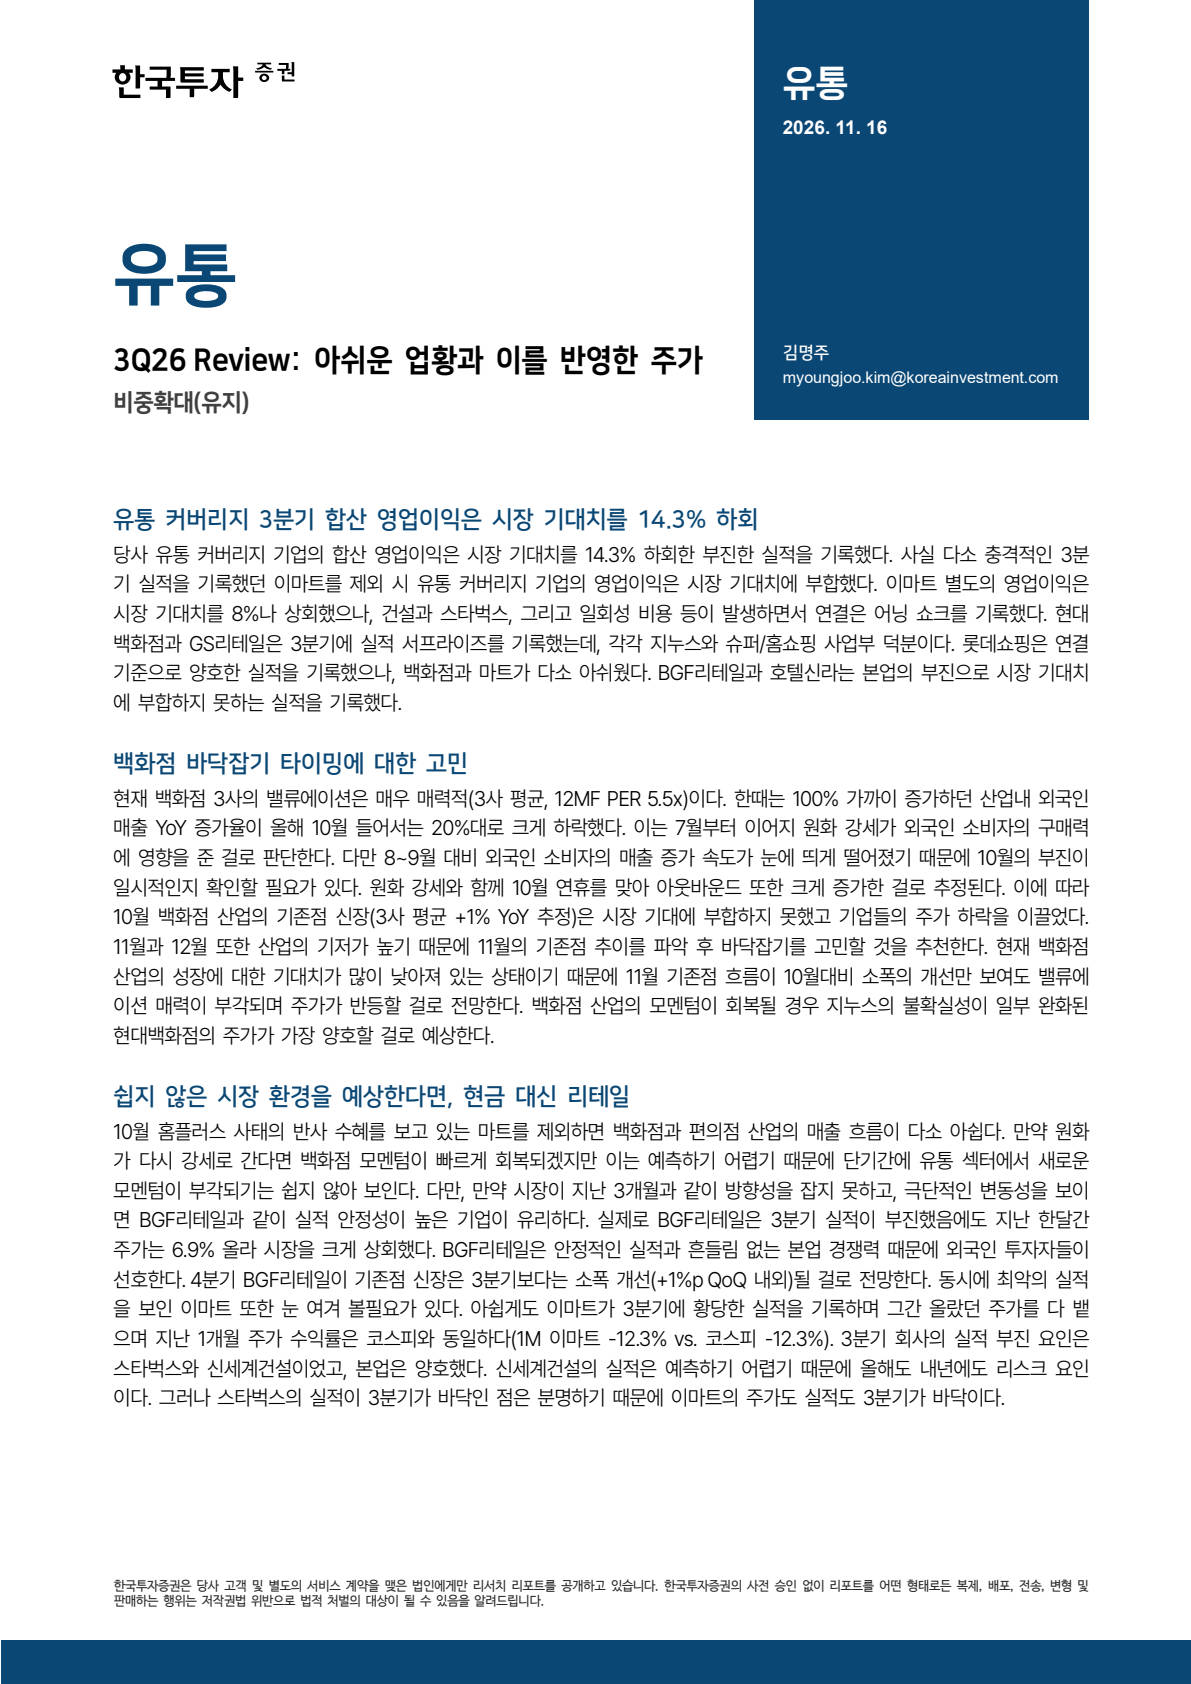 한국투자 증권
유통
2026. 11. 16
유통
3Q26 Review: 아쉬운 업황과 이를 반영한 주가
비중확대(유지)
김명주
myoungjoo.kim@koreainvestment.com
유통 커버리지 3분기 합산 영업이익은 시장 기대치를 14.3% 하회
당사 유통 커버리지 기업의 합산 영업이익은 시장 기대치를 14.3% 하회한 부진한 실적을 기록했다. 사실 다소 충격적인 3분
기 실적을 기록했던 이마트를 제외 시 유통 커버리지 기업의 영업이익은 시장 기대치에 부합했다. 이마트 별도의 영업이익은
시장 기대치를 8%나 상회했으나, 건설과 스타벅스, 그리고 일회성 비용 등이 발생하면서 연결은 어닝 쇼크를 기록했다. 현대
백화점과 GS리테일은 3분기에 실적 서프라이즈를 기록했는데, 각각 지누스와 슈퍼/홈쇼핑 사업부 덕분이다. 롯데쇼핑은 연결
기준으로 양호한 실적을 기록했으나, 백화점과 마트가 다소 아쉬웠다. BGF리테일과 호텔신라는 본업의 부진으로 시장 기대치
에 부합하지 못하는 실적을 기록했다.
백화점 바닥잡기 타이밍에 대한 고민
현재 백화점 3사의 밸류에이션은 매우 매력적(3사 평균, 12MF PER 5.5x)이다. 한때는 100% 가까이 증가하던 산업내 외국인
매출 YoY 증가율이 올해 10월 들어서는 20%대로 크게 하락했다. 이는 7월부터 이어지 원화 강세가 외국인 소비자의 구매력
에 영향을 준 걸로 판단한다. 다만 8~9월 대비 외국인 소비자의 매출 증가 속도가 눈에 띄게 떨어졌기 때문에 10월의 부진이
일시적인지 확인할 필요가 있다. 원화 강세와 함께 10월 연휴를 맞아 아웃바운드 또한 크게 증가한 걸로 추정된다. 이에 따라
10월 백화점 산업의 기존점 신장(3사 평균 +1% YoY 추정)은 시장 기대에 부합하지 못했고 기업들의 주가 하락을 이끌었다.
11월과 12월 또한 산업의 기저가 높기 때문에 11월의 기존점 추이를 파악 후 바닥잡기를 고민할 것을 추천한다. 현재 백화점
산업의 성장에 대한 기대치가 많이 낮아져 있는 상태이기 때문에 11월 기존점 흐름이 10월대비 소폭의 개선만 보여도 밸류에
이션 매력이 부각되며 주가가 반등할 걸로 전망한다. 백화점 산업의 모멘텀이 회복될 경우 지누스의 불확실성이 일부 완화된
현대백화점의 주가가 가장 양호할 걸로 예상한다.
쉽지 않은 시장 환경을 예상한다면, 현금 대신 리테일
10월 홈플러스 사태의 반사 수혜를 보고 있는 마트를 제외하면 백화점과 편의점 산업의 매출 흐름이 다소 아쉽다. 만약 원화
가 다시 강세로 간다면 백화점 모멘텀이 빠르게 회복되겠지만 이는 예측하기 어렵기 때문에 단기간에 유통 섹터에서 새로운
모멘텀이 부각되기는 쉽지 않아 보인다. 다만, 만약 시장이 지난 3개월과 같이 방향성을 잡지 못하고, 극단적인 변동성을 보이
면 BGF리테일과 같이 실적 안정성이 높은 기업이 유리하다. 실제로 BGF리테일은 3분기 실적이 부진했음에도 지난 한달간
주가는 6.9% 올라 시장을 크게 상회했다. BGF리테일은 안정적인 실적과 흔들림 없는 본업 경쟁력 때문에 외국인 투자자들이
선호한다. 4분기 BGF리테일이 기존점 신장은 3분기보다는 소폭 개선(+1%p QoQ 내외)될 걸로 전망한다. 동시에 최악의 실적
을 보인 이마트 또한 눈 여겨 볼필요가 있다. 아쉽게도 이마트가 3분기에 황당한 실적을 기록하며 그간 올랐던 주가를 다 뱉
으며 지난 1개월 주가 수익률은 코스피와 동일하다(1M 이마트 -12.3% vs. 코스피 -12.3%). 3분기 회사의 실적 부진 요인은
스타벅스와 신세계건설이었고, 본업은 양호했다. 신세계건설의 실적은 예측하기 어렵기 때문에 올해도 내년에도 리스크 요인
이다. 그러나 스타벅스의 실적이 3분기가 바닥인 점은 분명하기 때문에 이마트의 주가도 실적도 3분기가 바닥이다.
한국투자증권은 당사 고객 및 별도의 서비스 계약을 맺은 법인에게만 리서치 리포트를 공개하고 있습니다. 한국투자증권의 사전 승인 없이 리포트를 어떤 형태로든 복제, 배포, 전송, 변형 및
판매하는 행위는 저작권법 위반으로 법적 처벌의 대상이 될 수 있음을 알려드립니다.